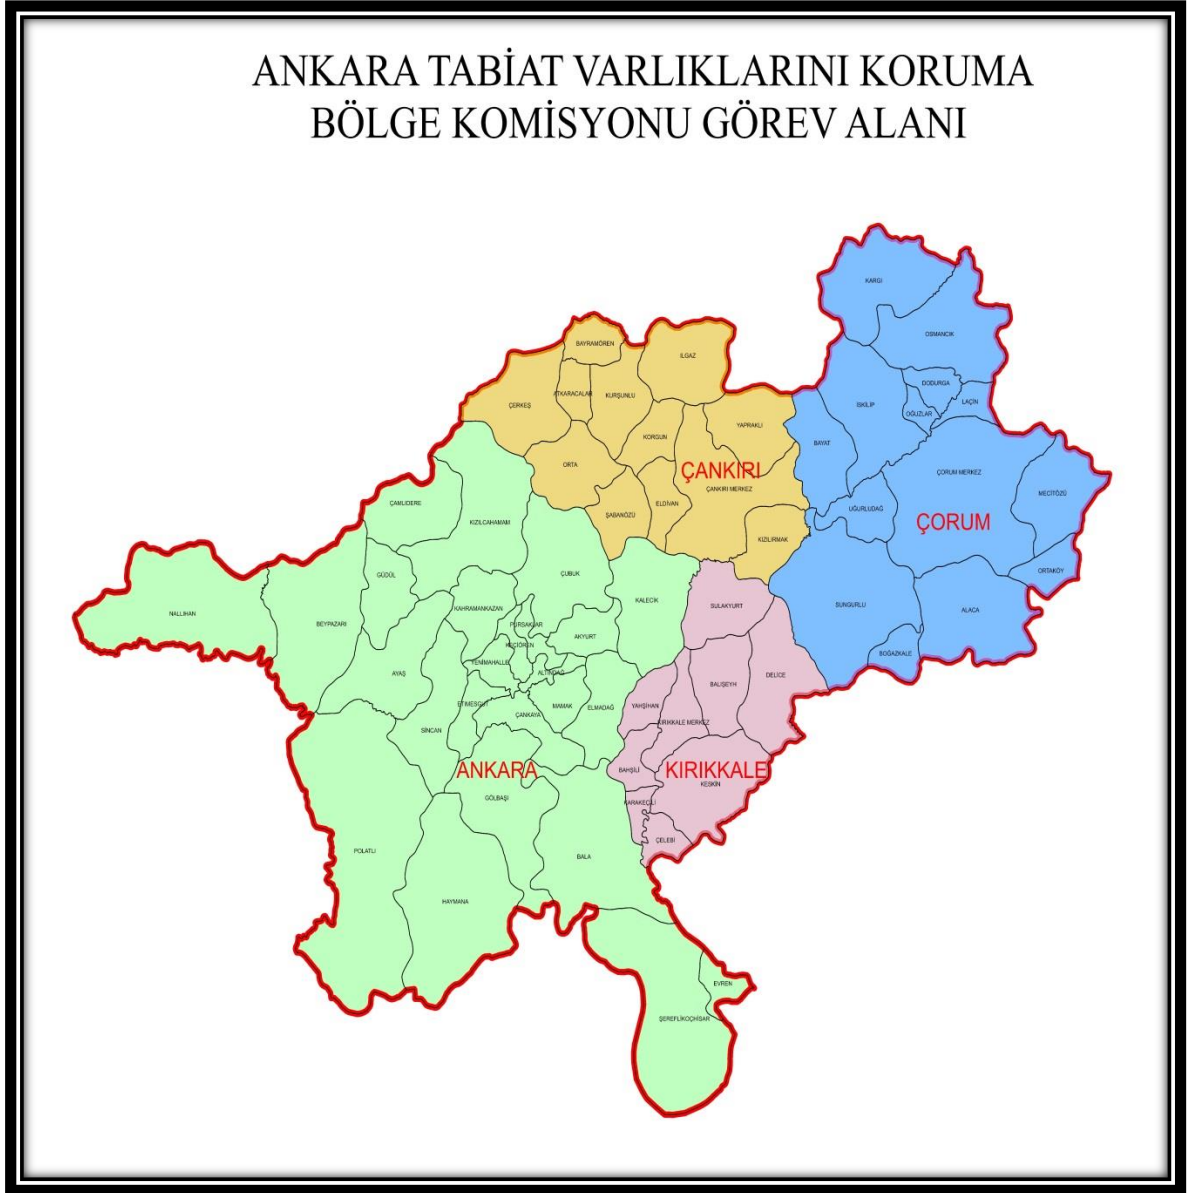 ANKARA TABİAT VARLIKLARINI KORUMA
BÖLGE KOMİSYONU GÖREV ALANI
KARGI
OSMANCIK
BAYRAMÖREN
ILGAZ
DODURGA
ATKARACALAR
KURŞUNLU
ÇERKEŞ
İSKİLİP
OĞUZLAR
LAÇİN
YAPRAKLI
KORGUN
BAYAT
ORTA
ÇANKIRI
ÇORUM MERKEZ
ÇANKIRI MERKEZ
MECİTÖZÜ
ÇAMLIDERE
ELDİVAN
ŞABANÖZÜ
UĞURLUDAĞ
KIZILCAHAMAM
ÇORUM
KIZILIRMAK
ORTAKÖY
GÜDÜL
ÇUBUK
KALECİK
SULAKYURT
SUNGURLU
ALACA
KAHRAMANKAZAN
NALLIHAN
BEYPAZARI
PURSAKLAR
AKYURT
KEÇİÖREN
BOĞAZKALE
YENİMAHALLE
AYAŞ
ALTINDAĞ
DELİCE
BALIŞEYH
ETİMESGUT
MAMAK
ELMADAĞ
YAHŞİHAN
ÇANKAYA
KIRIKKALE MERKEZ
SİNCAN
ANKARA
BAHŞİLİ
KIRIKKALE
KESKİN
GÖLBAŞI
KARAKEÇİLİ
ÇELEBİ
POLATLI
BALA
HAYMANA
EVREN
ŞEREFLİKOÇHİSAR